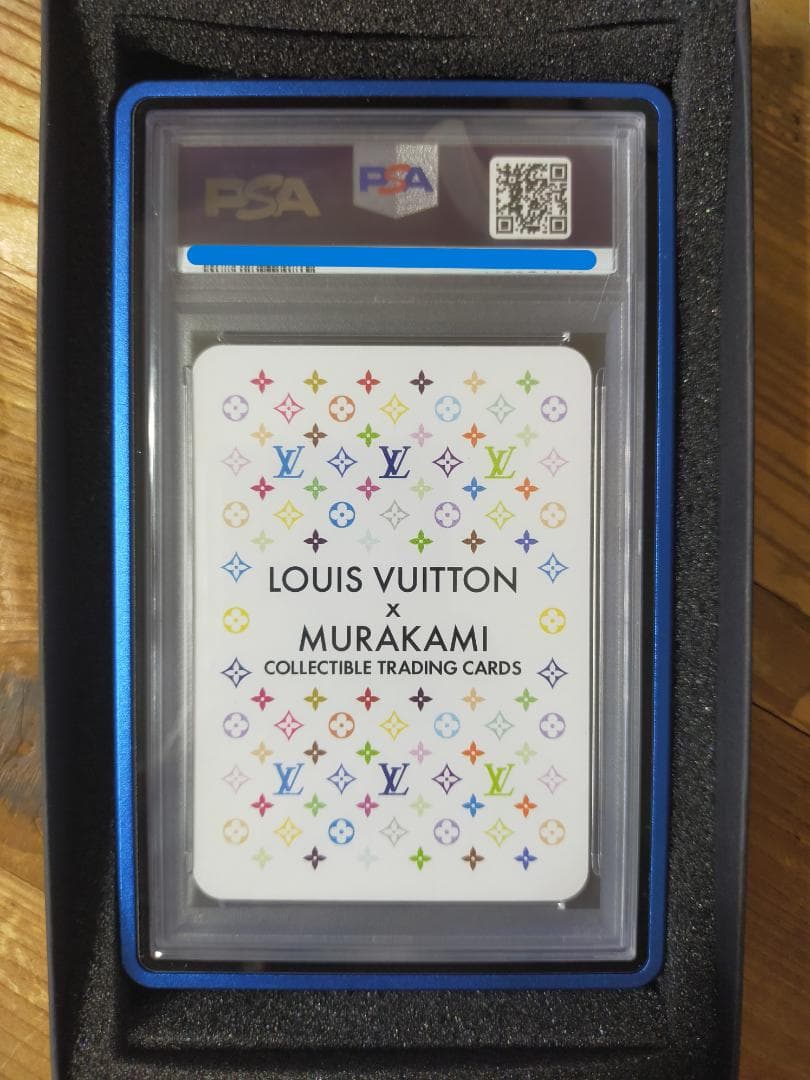 PSA
PSA
LOUIS VUITTON
x
MURAKAMI
COLLECTIBLE TRADING CARDS